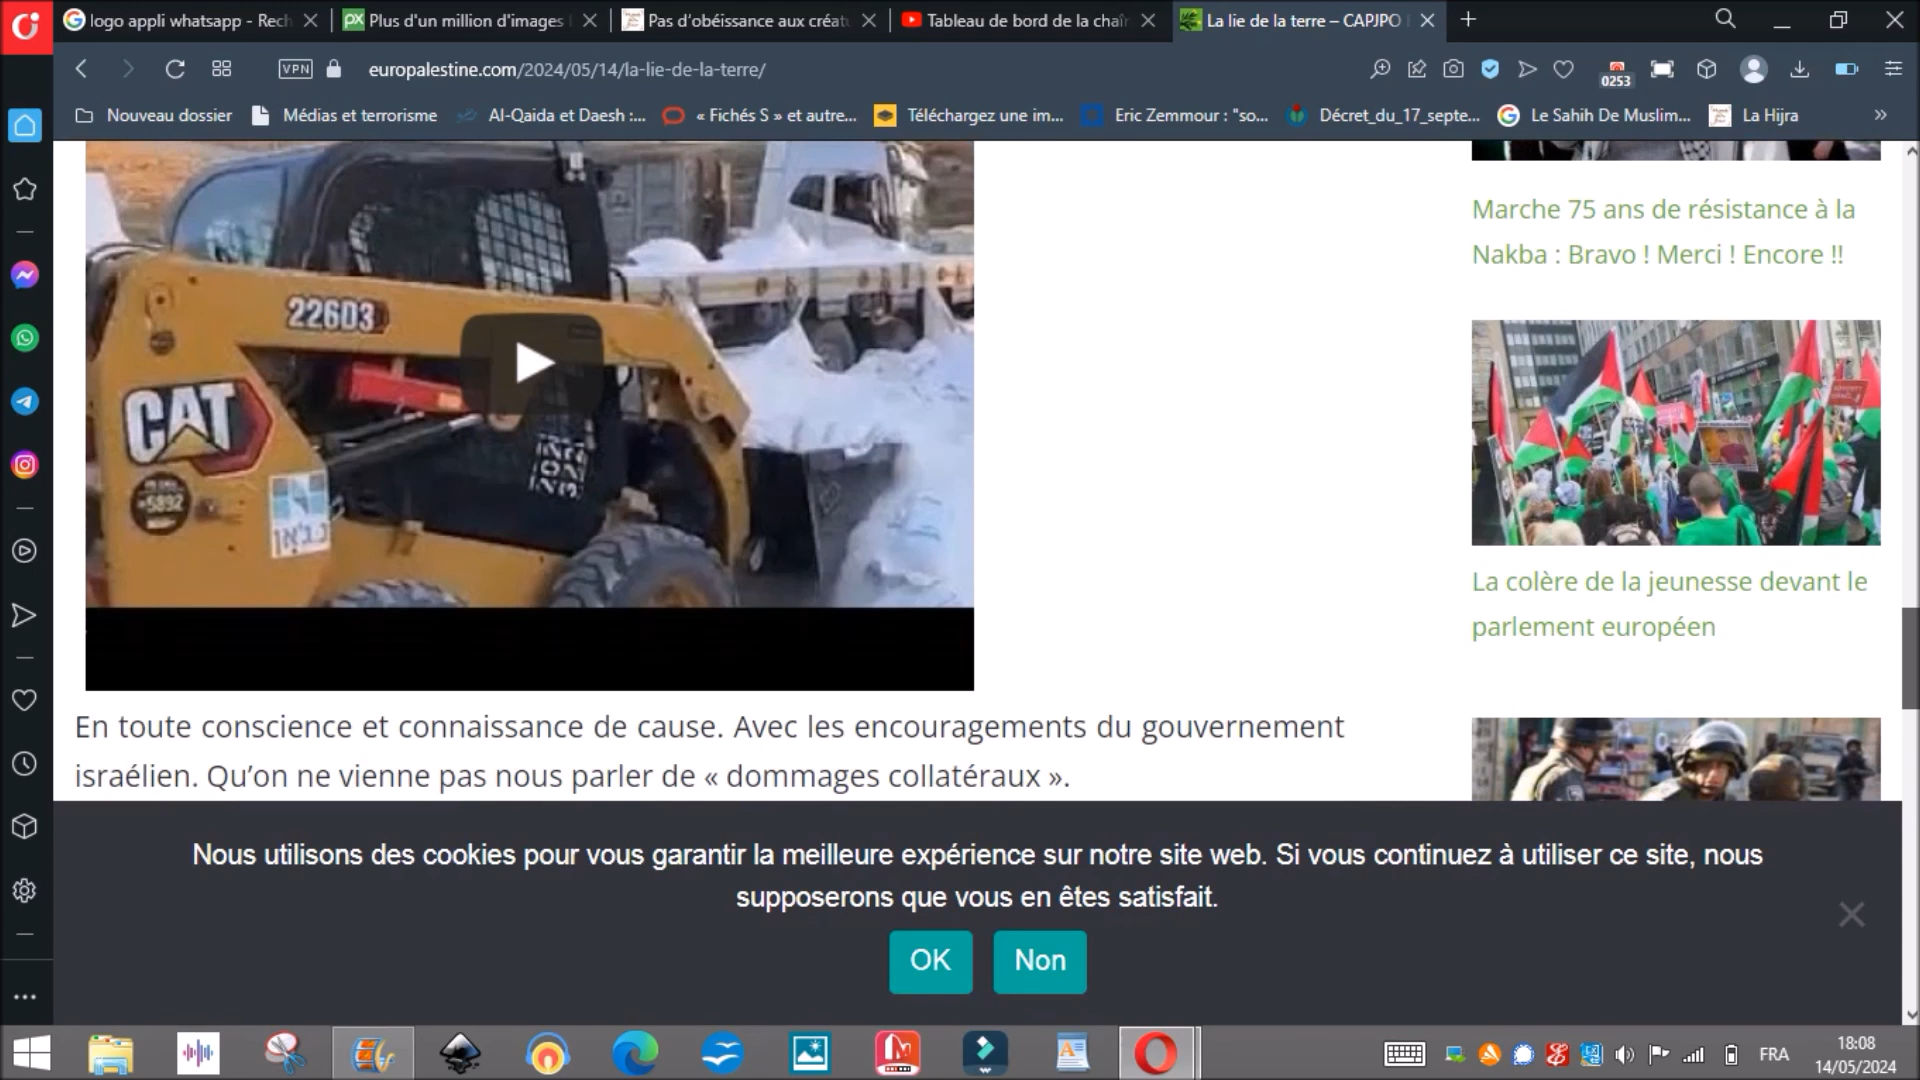 logo appli whatsapp - Rech
Plus d'un million d'images
Pas d'obéissance aux créat
Tableau de bord de la chaîn
La lie de la terre – CAPJPO
VPN
europalestine.com/2024/05/14/la-lie-de-la-terre/
0253
Nouveau dossier
Médias et terrorisme
Al-Qaida et Daesh :...
« Fichés S » et autre...
Téléchargez une im...
Eric Zemmour : "so...
Décret_du_17_septe...
Le Sahih De Muslim...
La Hijra
»
226D3
CAT
5892
Marche 75 ans de résistance à la
Nakba : Bravo ! Merci ! Encore !!
La colère de la jeunesse devant le
parlement européen
En toute conscience et connaissance de cause. Avec les encouragements du gouvernement
israélien. Qu'on ne vienne pas nous parler de « dommages collatéraux ».
Nous utilisons des cookies pour vous garantir la meilleure expérience sur notre site web. Si vous continuez à utiliser ce site, nous
supposerons que vous en êtes satisfait.
OK
Non
FRA
18:08
14/05/2024